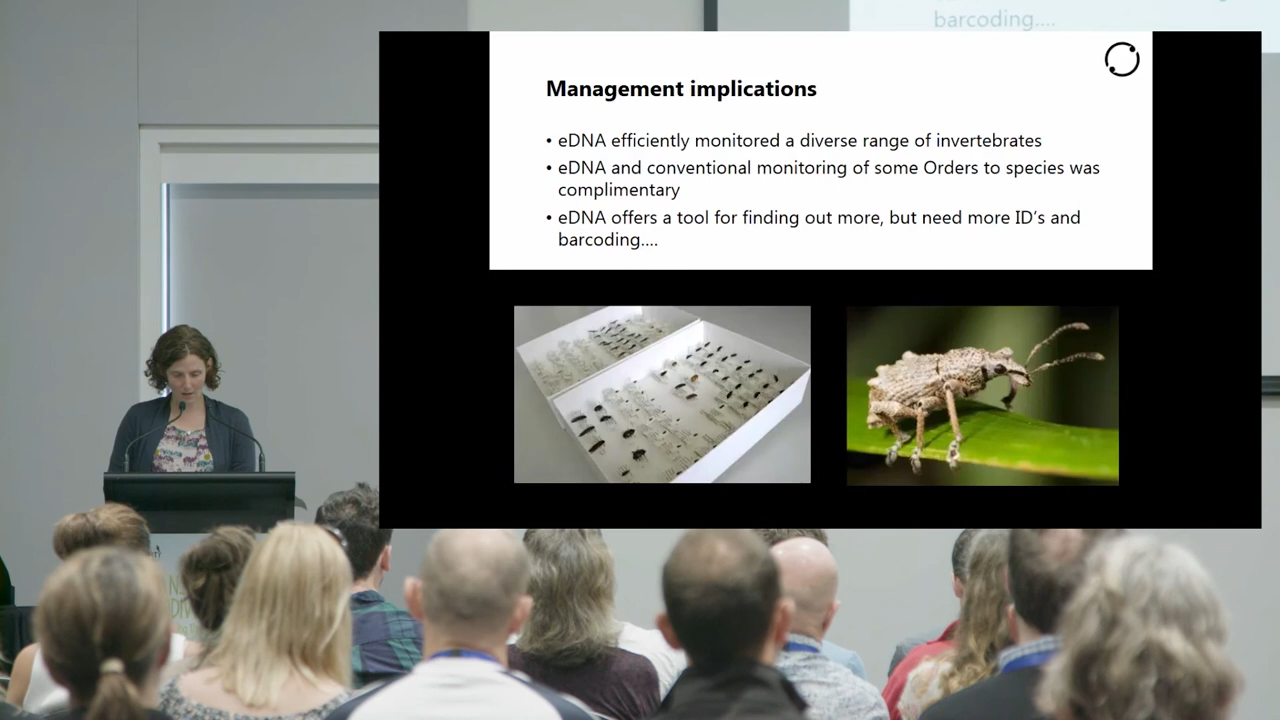 barcoding....
Management implications
• eDNA efficiently monitored a diverse range of invertebrates
• eDNA and conventional monitoring of some Orders to species was
complimentary
• eDNA offers a tool for finding out more, but need more ID's and
barcoding....